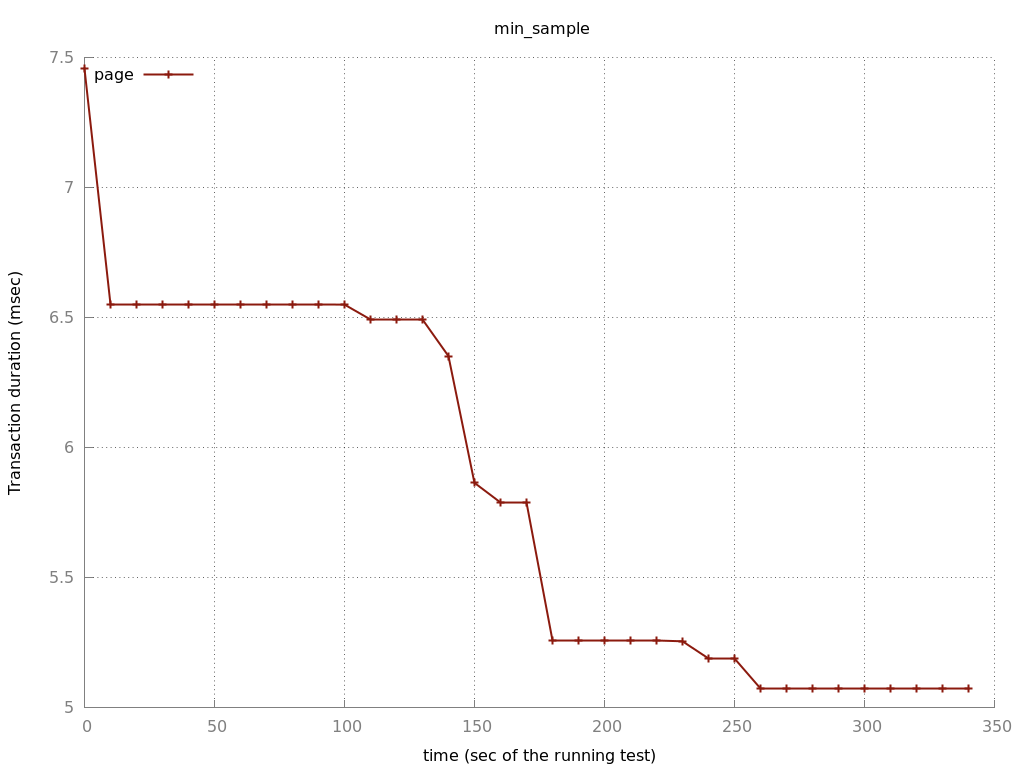 min_sample
7.5
page
7
6.5
6
5.5
5
Transaction duration (msec)
0 50 100 150 200 250 300 350
time (sec of the running test)